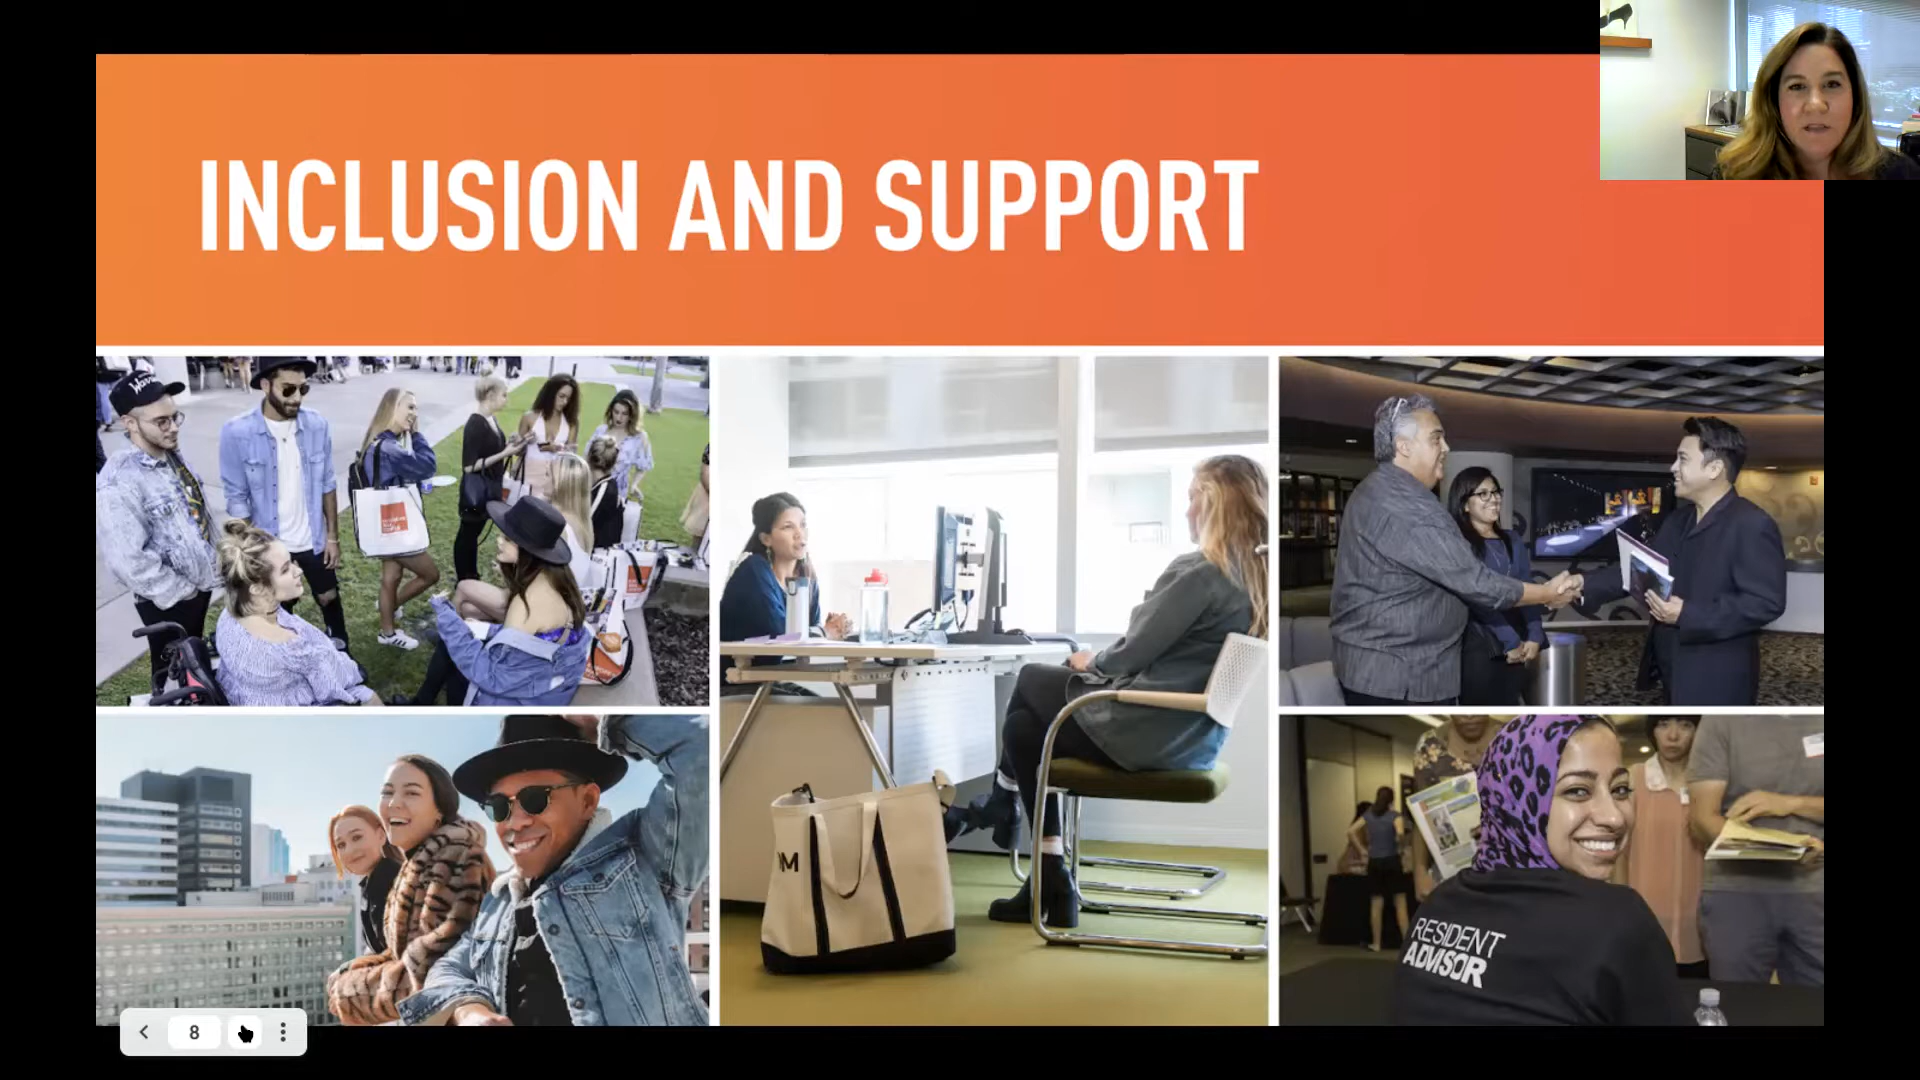 INCLUSION AND SUPPORT
RESIDENT
ADVISOR
8